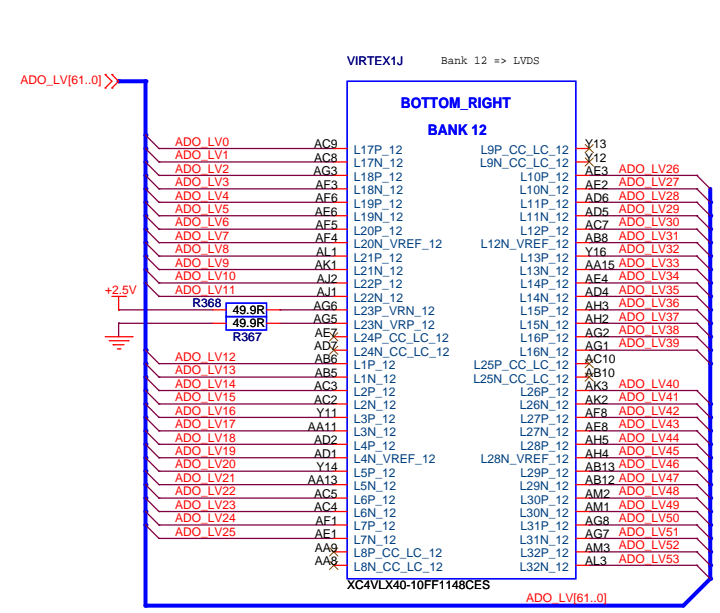 VIRTEX1J Bank 12 => LVDS
ADO_LV[61..0]
BOTTOM_RIGHT
BANK 12
ADO_LV0 AC9 L17P_12 L9P_CC_LC_12 Y13
ADO_LV1 AC8 L17N_12 L9N_CC_LC_12 Y12
ADO_LV2 AG3 L18P_12 L10P_12 AE3 ADO_LV26
ADO_LV3 AF3 L18N_12 L10N_12 AE2 ADO_LV27
ADO_LV4 AF6 L19P_12 L11P_12 AD6 ADO_LV28
ADO_LV5 AE6 L19N_12 L11N_12 AD5 ADO_LV29
ADO_LV6 AF5 L20P_12 L12P_12 AC7 ADO_LV30
ADO_LV7 AF4 L20N_VREF_12 L12N_VREF_12 AB8 ADO_LV31
ADO_LV8 AL1 L21P_12 L13P_12 Y16 ADO_LV32
ADO_LV9 AK1 L21N_12 L13N_12 AA15 ADO_LV33
ADO_LV10 AJ2 L22P_12 L14P_12 AE4 ADO_LV34
ADO_LV11 AJ1 L22N_12 L14N_12 AD4 ADO_LV35
+2.5V R368 49.9R AG6 L23P_VRN_12 L15P_12 AH3 ADO_LV36
49.9R AG5 L23N_VRP_12 L15N_12 AH2 ADO_LV37
R367 AE7 L24P_CC_LC_12 L16P_12 AG2 ADO_LV38
AD7 L24N_CC_LC_12 L16N_12 AG1 ADO_LV39
ADO_LV12 AB6 L1P_12 L25P_CC_LC_12 AC10
ADO_LV13 AB5 L1N_12 L25N_CC_LC_12 AB10
ADO_LV14 AC3 L2P_12 L26P_12 AK3 ADO_LV40
ADO_LV15 AC2 L2N_12 L26N_12 AK2 ADO_LV41
ADO_LV16 Y11 L3P_12 L27P_12 AF8 ADO_LV42
ADO_LV17 AA11 L3N_12 L27N_12 AE8 ADO_LV43
ADO_LV18 AD2 L4P_12 L28P_12 AH5 ADO_LV44
ADO_LV19 AD1 L4N_VREF_12 L28N_VREF_12 AH4 ADO_LV45
ADO_LV20 Y14 L5P_12 L29P_12 AB13 ADO_LV46
ADO_LV21 AA13 L5N_12 L29N_12 AB12 ADO_LV47
ADO_LV22 AC5 L6P_12 L30P_12 AM2 ADO_LV48
ADO_LV23 AC4 L6N_12 L30N_12 AM1 ADO_LV49
ADO_LV24 AF1 L7P_12 L31P_12 AG8 ADO_LV50
ADO_LV25 AE1 L7N_12 L31N_12 AG7 ADO_LV51
AA9 L8P_CC_LC_12 L32P_12 AM3 ADO_LV52
AA8 L8N_CC_LC_12 L32N_12 AL3 ADO_LV53
XC4VLX40-10FF1148CES
ADO_LV[61..0]